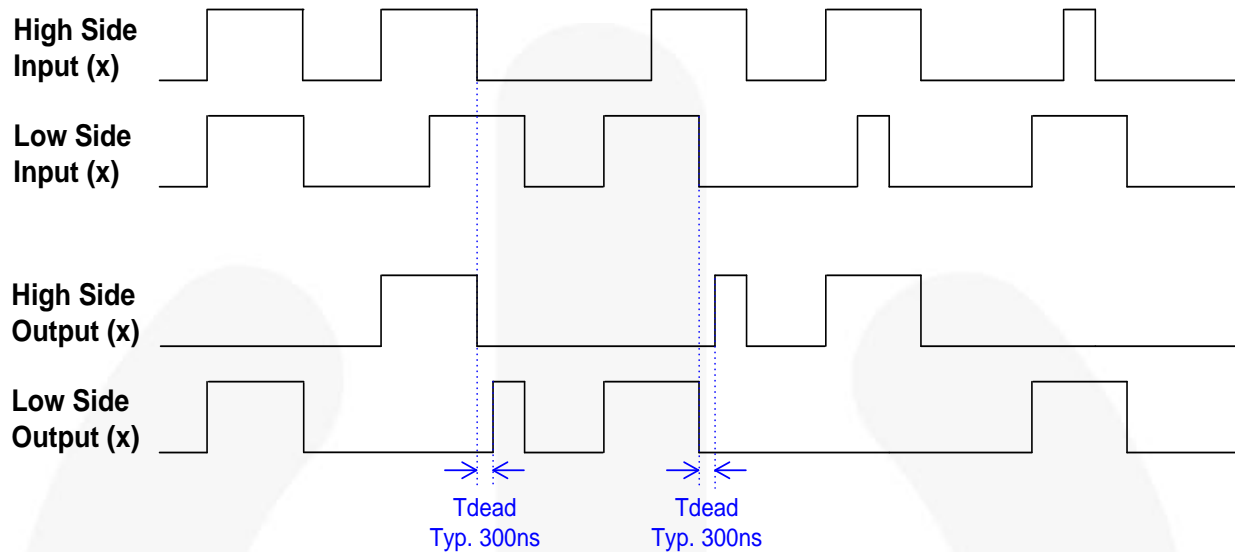 High Side
Input (x)
Low Side
Input (x)
High Side
Output (x)
Low Side
Output (x)
Tdead
Typ. 300ns
Tdead
Typ. 300ns